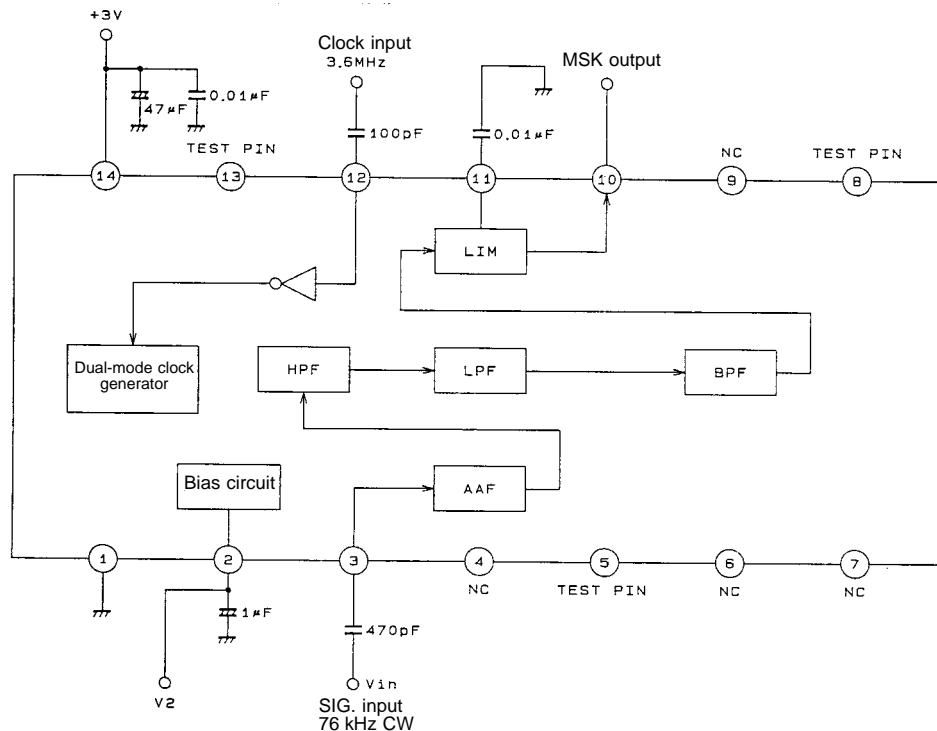 +3V
Clock input
3.6MHz
MSK output
47μF
0.01μF
100pF
0.01μF
TEST PIN
NC
TEST PIN
14
13
12
11
10
9
8
LIM
Dual-mode clock
generator
HPF
LPF
BPF
Bias circuit
AAF
1
2
3
4
5
6
7
NC
TEST PIN
NC
NC
1μF
470pF
V2
Vin
SIG. input
76 kHz CW